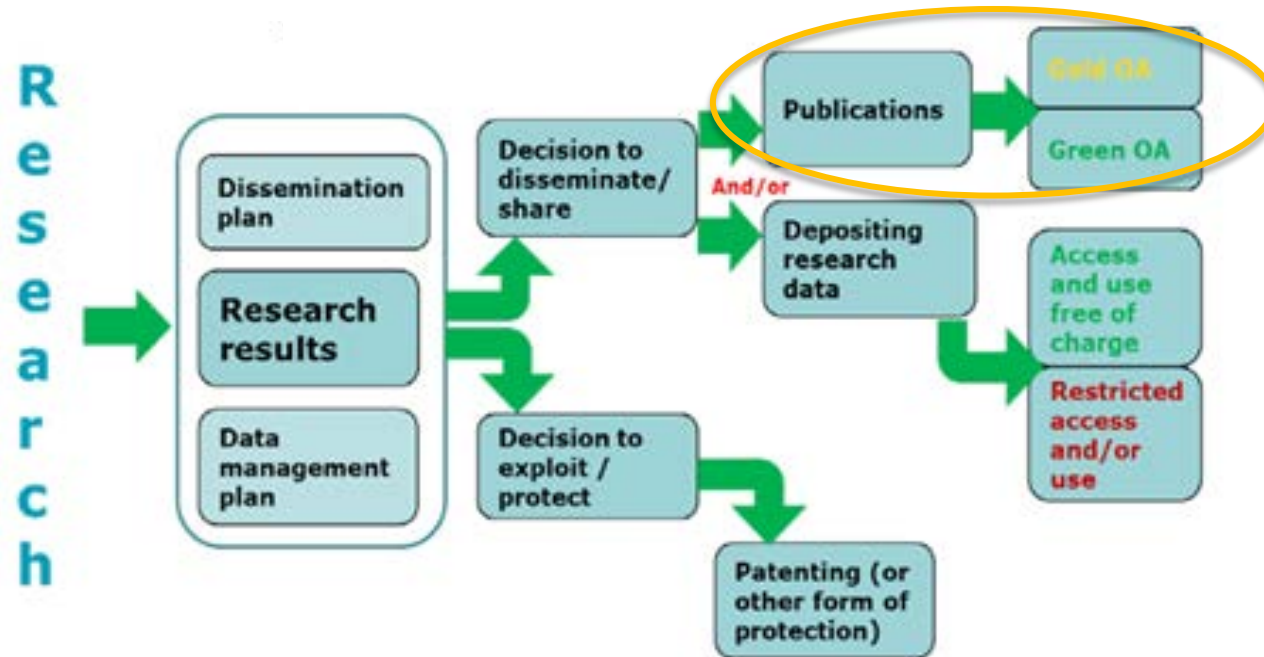 Research
Dissemination
plan
Research
results
Data
management
plan
Decision to
disseminate/
share
And/or
Decision to
exploit /
protect
Publications
Gold OA
Green OA
Depositing
research
data
Access
and use
free of
charge
Restricted
access
and/or
use
Patenting (or
other form of
protection)